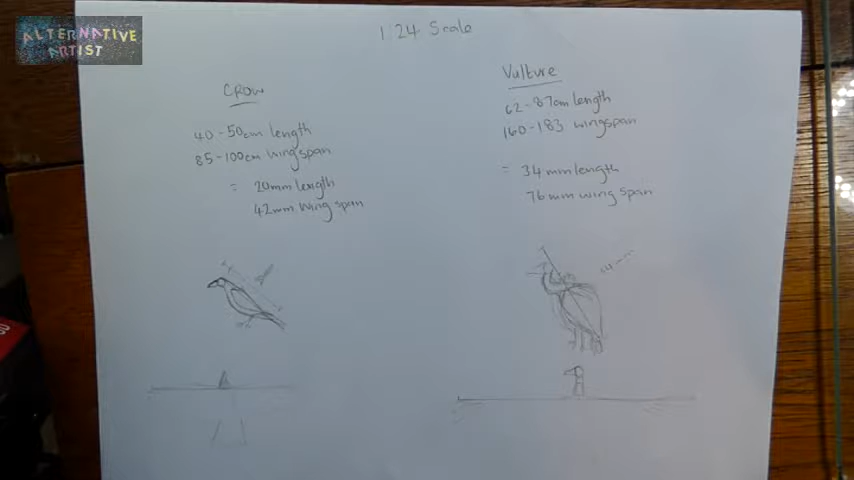 ALTERNATIVE
ARTIST
1:24 Scale
Crow
40-50cm length
85-100cm wingspan
= 20mm length
42mm wing span
Vulture
62-87cm length
160-183 wingspan
= 34mm length
76mm wing span